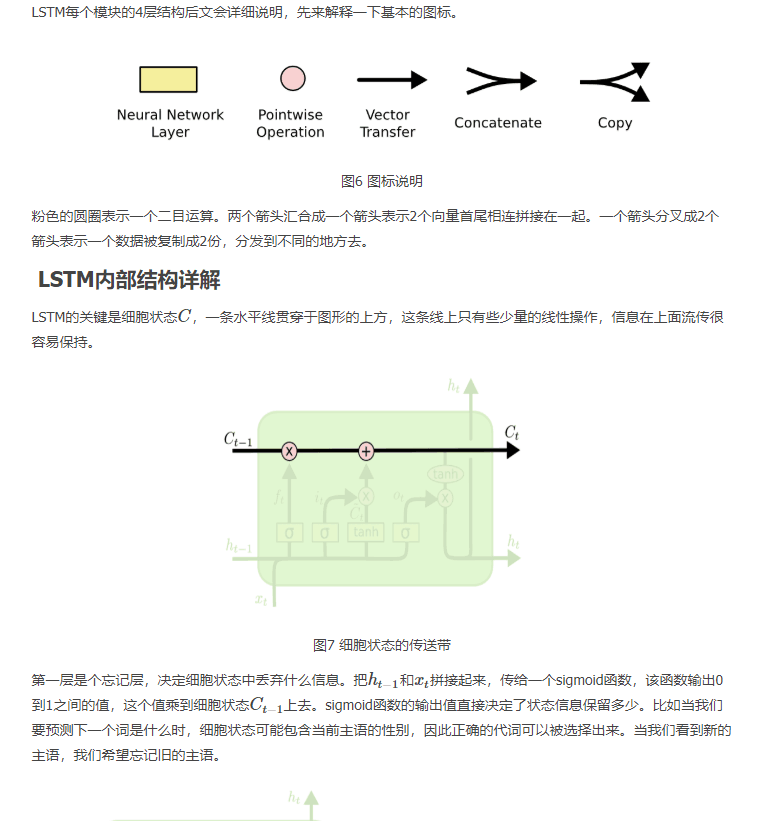 LSTM每个模块的4层结构后文会详细说明，先来解释一下基本的图标。
Neural Network Layer
Pointwise Operation
Vector Transfer
Concatenate
Copy
图6 图标说明
粉色的圆圈表示一个二目运算。两个箭头汇合成一个箭头表示2个向量首尾相连拼接在一起。一个箭头分叉成2个
箭头表示一个数据被复制成2份，分发到不同的地方去。
LSTM内部结构详解
LSTM的关键是细胞状态C，一条水平线贯穿于图形的上方，这条线上只有些少量的线性操作，信息在上面流传很
容易保持。
h_t
C_{t-1}
C_t
x
+
tanh
f_t
i_t
x
o_t
x
C̃_t
σ
σ
tanh
σ
h_{t-1}
h_t
x_t
图7 细胞状态的传送带
第一层是个忘记层，决定细胞状态中丢弃什么信息。把h_{t-1}和x_t拼接起来，传给一个sigmoid函数，该函数输出0
到1之间的值，这个值乘到细胞状态C_{t-1}上去。sigmoid函数的输出值直接决定了状态信息保留多少。比如当我们
要预测下一个词是什么时，细胞状态可能包含当前主语的性别，因此正确的代词可以被选择出来。当我们看到新的
主语，我们希望忘记旧的主语。
h_t